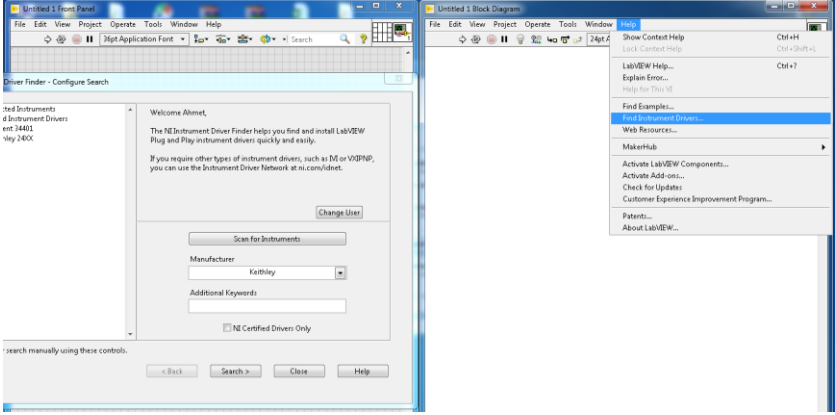 Untitled 1 Front Panel
File Edit View Project Operate Tools Window Help
36pt Application Font
Search
Driver Finder - Configure Search
cted Instruments
d Instrument Drivers
ent 34401
hley 24XX
Welcome Ahmet,
The NI Instrument Driver Finder helps you find and install LabVIEW
Plug and Play instrument drivers quickly and easily.
If you require other types of instrument drivers, such as IVI or VXIPNP,
you can use the Instrument Driver Network at ni.com/idnet.
Change User
Scan for Instruments
Manufacturer
Keithley
Additional Keywords
NI Certified Drivers Only
r search manually using these controls.
< Back Search > Close Help
Untitled 1 Block Diagram
File Edit View Project Operate Tools Window Help
24pt A
Show Context Help Ctrl+H
Lock Context Help Ctrl+Shift+L
LabVIEW Help... Ctrl+?
Explain Error...
Help for This VI
Find Examples...
Find Instrument Drivers...
Web Resources...
MakerHub
Activate LabVIEW Components...
Activate Add-ons...
Check for Updates
Customer Experience Improvement Program...
Patents...
About LabVIEW...